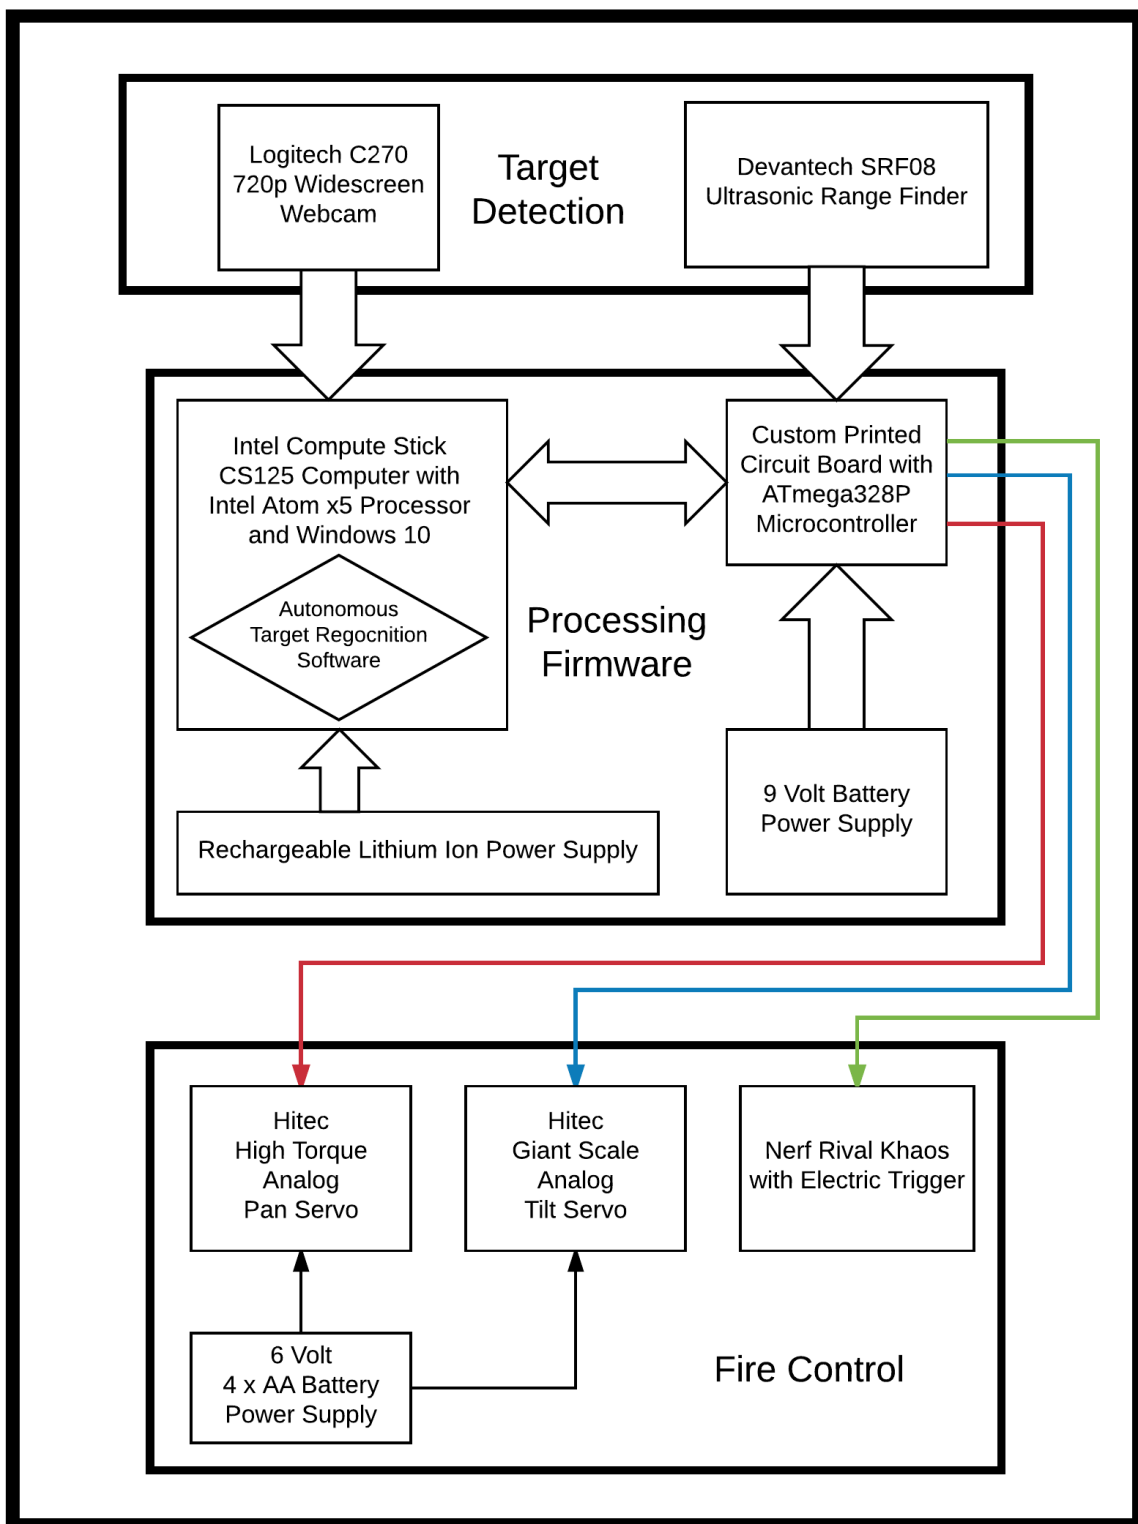 Logitech C270
720p Widescreen
Webcam
Target
Detection
Devantech SRF08
Ultrasonic Range Finder
Intel Compute Stick
CS125 Computer with
Intel Atom x5 Processor
and Windows 10
Autonomous
Target Regocnition
Software
Custom Printed
Circuit Board with
ATmega328P
Microcontroller
Processing
Firmware
9 Volt Battery
Power Supply
Rechargeable Lithium Ion Power Supply
Hitec
High Torque
Analog
Pan Servo
Hitec
Giant Scale
Analog
Tilt Servo
Nerf Rival Khaos
with Electric Trigger
6 Volt
4 x AA Battery
Power Supply
Fire Control